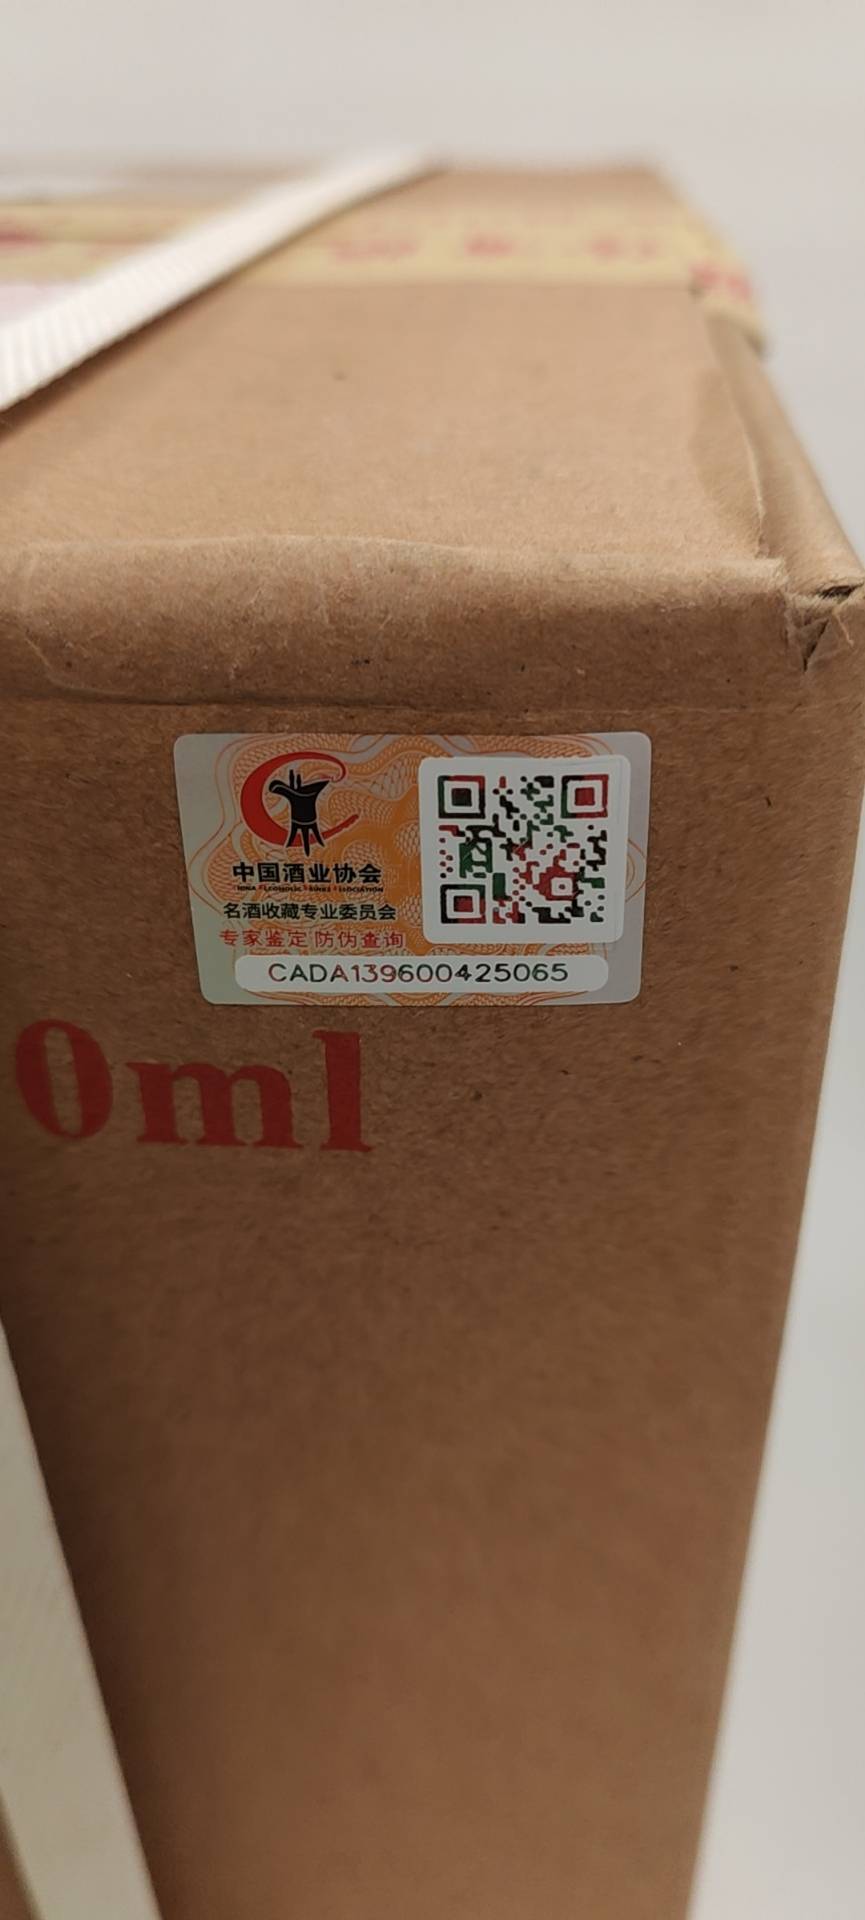 中国酒业协会
名酒收藏专业委员会
专家鉴定 防伪查询
CADA139600425065
0ml